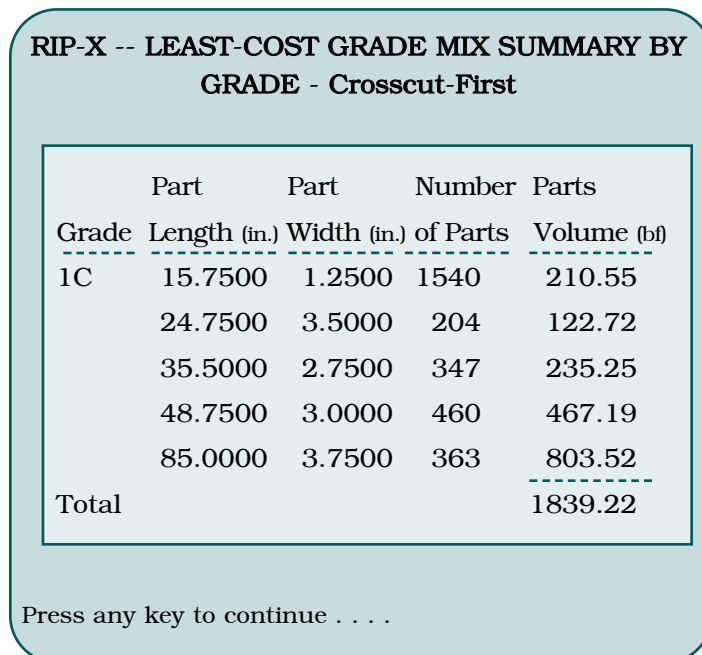 RIP-X -- LEAST-COST GRADE MIX SUMMARY BY
GRADE - Crosscut-First
Part Part Number Parts
Grade Length (in.) Width (in.) of Parts Volume (bf)
1C 15.7500 1.2500 1540 210.55
24.7500 3.5000 204 122.72
35.5000 2.7500 347 235.25
48.7500 3.0000 460 467.19
85.0000 3.7500 363 803.52
Total 1839.22
Press any key to continue . . . .